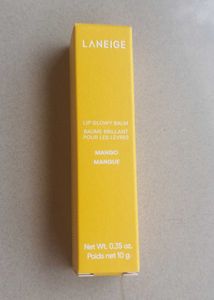 LANEIGE
LIP GLOWY BALM
BAUME BRILLANT
POUR LES LÈVRES
MANGO
MANGUE
Net Wt. 0.35 oz.
Poids net 10 g